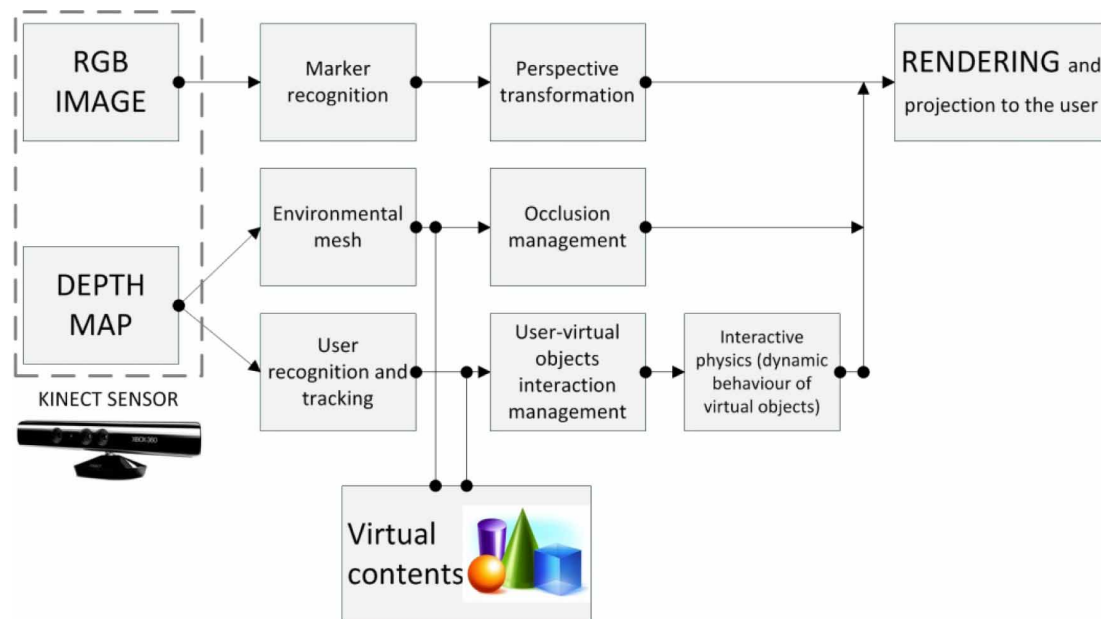 RGB
IMAGE
Marker
recognition
Perspective
transformation
RENDERING and
projection to the user
Environmental
mesh
Occlusion
management
DEPTH
MAP
User
recognition and
tracking
User-virtual
objects
interaction
management
Interactive
physics (dynamic
behaviour of
virtual objects)
KINECT SENSOR
XBOX 360
Virtual
contents